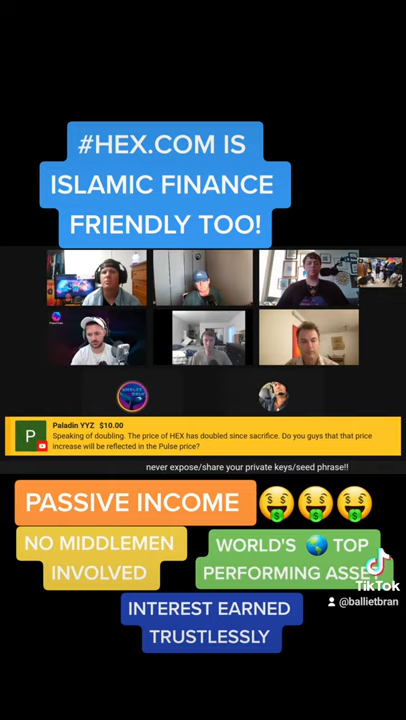 #HEX.COM IS
ISLAMIC FINANCE
FRIENDLY TOO!
P
Paladin YYZ $10.00
Speaking of doubling. The price of HEX has doubled since sacrifice. Do you guys that that price
increase will be reflected in the Pulse price?
never expose/share your private keys/seed phrase!!
PASSIVE INCOME
NO MIDDLEMEN
INVOLVED
WORLD'S TOP
PERFORMING ASSET
INTEREST EARNED
TRUSTLESSLY
TikTok
@ballietbran